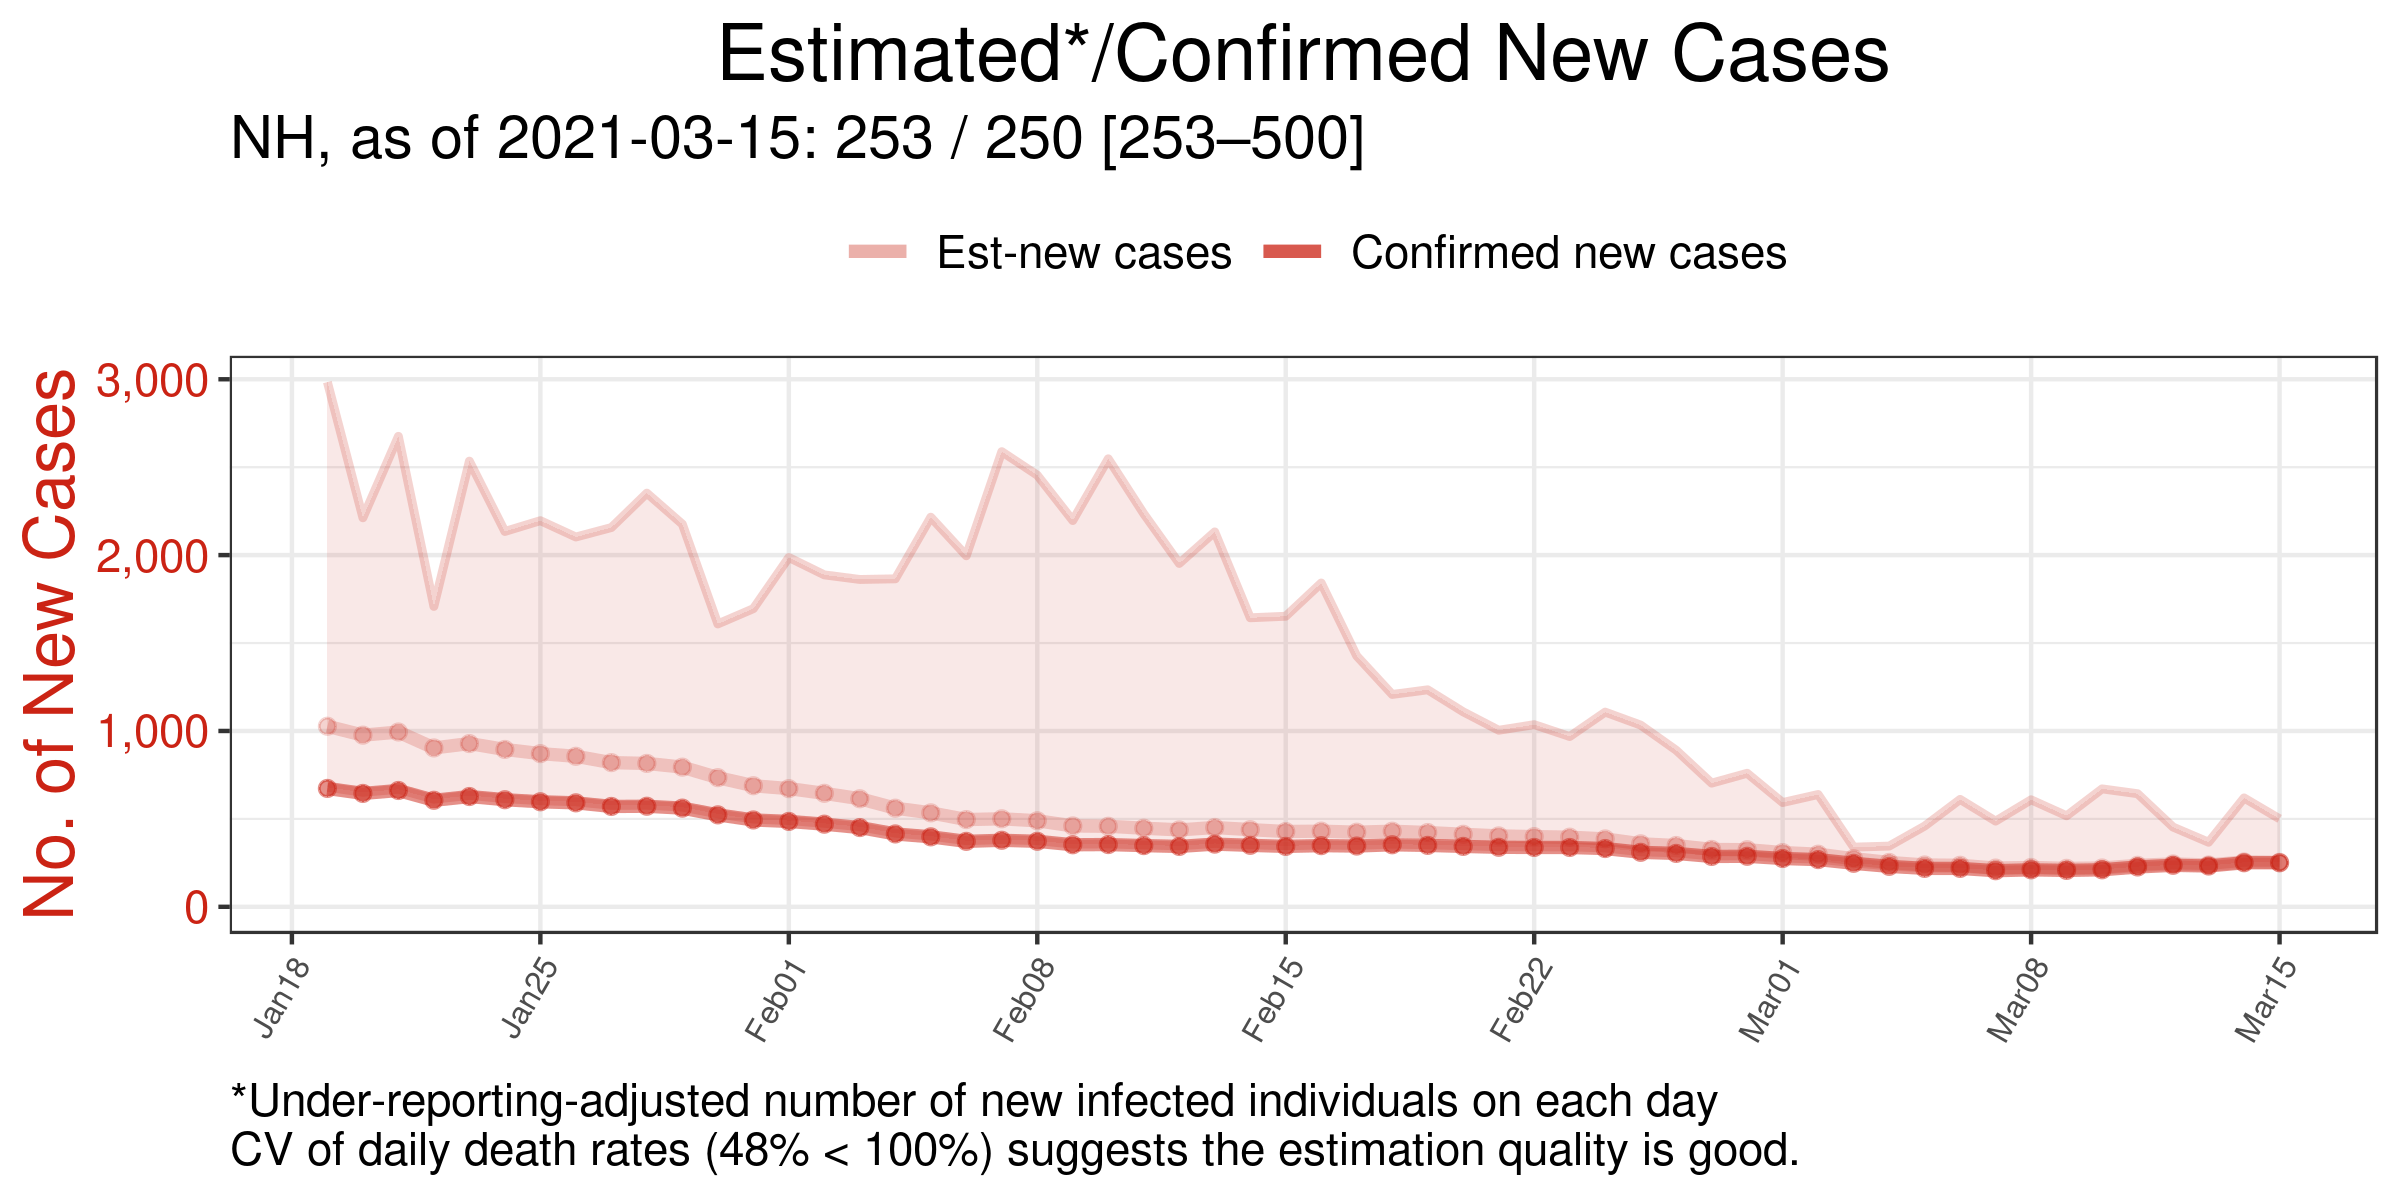 Estimated*/Confirmed New Cases
NH, as of 2021-03-15: 253 / 250 [253–500]
Est-new cases
Confirmed new cases
No. of New Cases
3,000
2,000
1,000
0
Jan18
Jan25
Feb01
Feb08
Feb15
Feb22
Mar01
Mar08
Mar15
*Under-reporting-adjusted number of new infected individuals on each day
CV of daily death rates (48% < 100%) suggests the estimation quality is good.